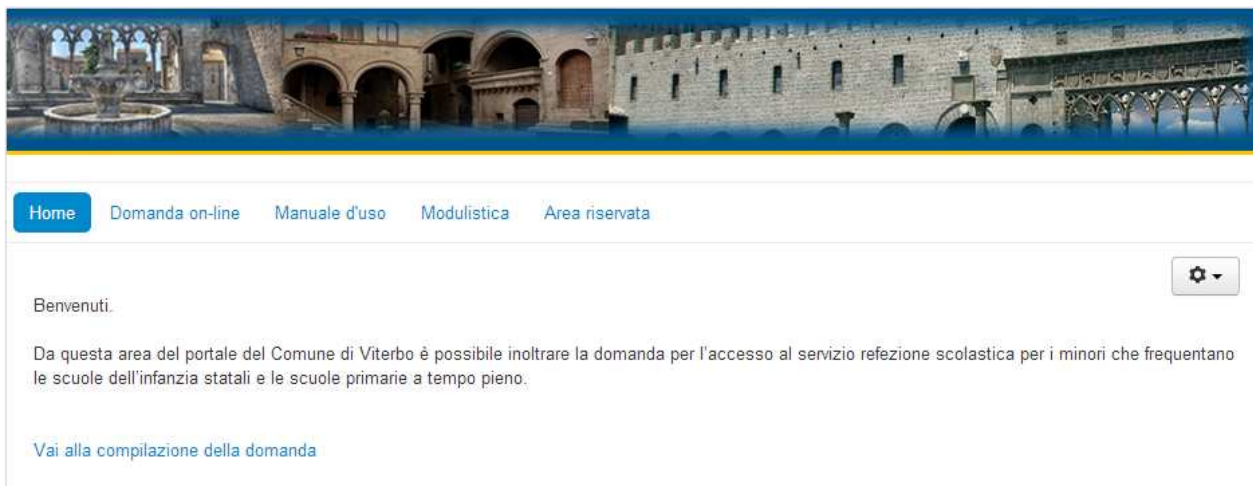 Home Domanda on-line Manuale d'uso Modulistica Area riservata
Benvenuti.
Da questa area del portale del Comune di Viterbo è possibile inoltrare la domanda per l'accesso al servizio refezione scolastica per i minori che frequentano
le scuole dell'infanzia statali e le scuole primarie a tempo pieno.
Vai alla compilazione della domanda